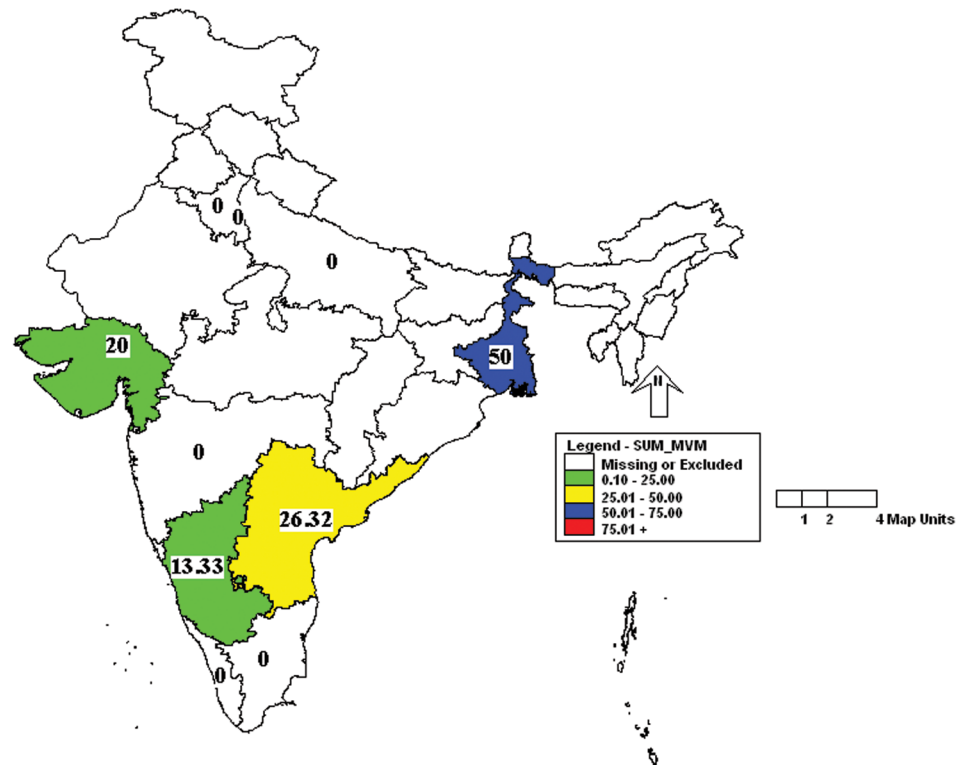 0
0
0
20
50
0
Legend - SUM_MVM
Missing or Excluded
0.10 - 25.00
25.01 - 50.00
50.01 - 75.00
75.01 +
1 2 4 Map Units
26.32
13.33
0
0